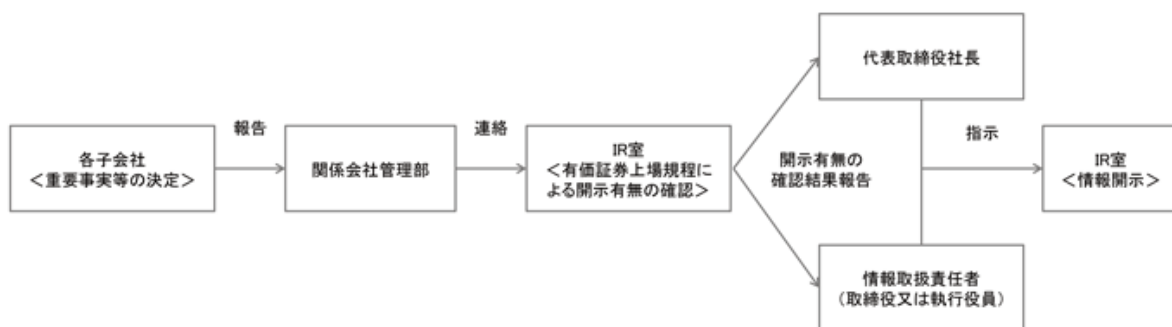 各子会社
＜重要事実等の決定＞
報告
関係会社管理部
連絡
IR室
＜有価証券上場規程に
よる開示有無の確認＞
開示有無の
確認結果報告
代表取締役社長
情報取扱責任者
（取締役又は執行役員）
指示
IR室
＜情報開示＞